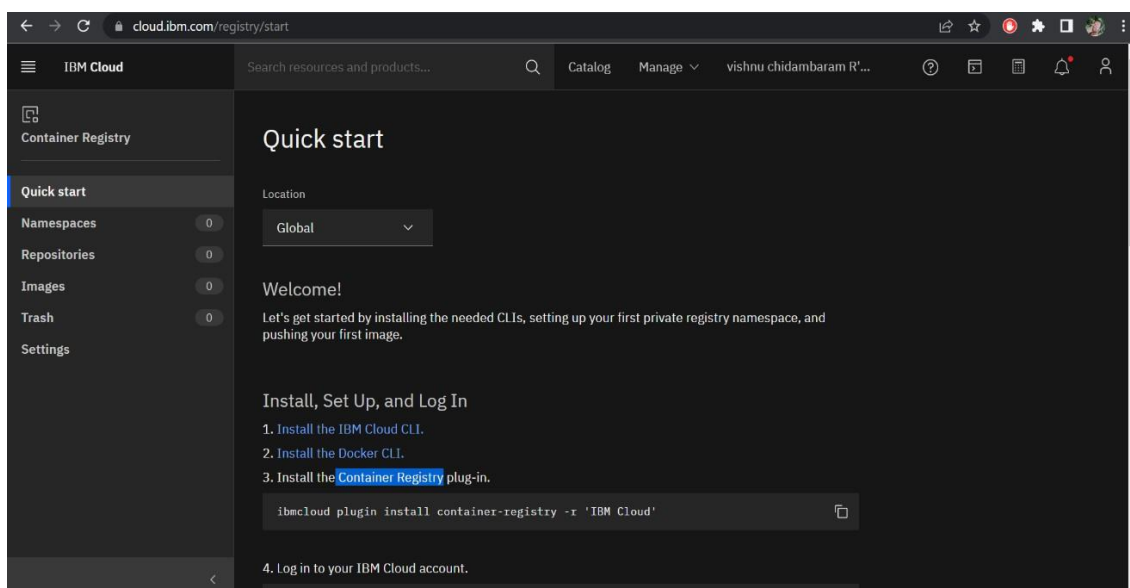 cloud.ibm.com/registry/start
IBM Cloud
Search resources and products...
Catalog
Manage
vishnu chidambaram R'...
Container Registry
Quick start
Namespaces 0
Repositories 0
Images 0
Trash 0
Settings
Quick start
Location
Global
Welcome!
Let's get started by installing the needed CLIs, setting up your first private registry namespace, and
pushing your first image.
Install, Set Up, and Log In
1. Install the IBM Cloud CLI.
2. Install the Docker CLI.
3. Install the Container Registry plug-in.
ibmcloud plugin install container-registry -r 'IBM Cloud'
4. Log in to your IBM Cloud account.